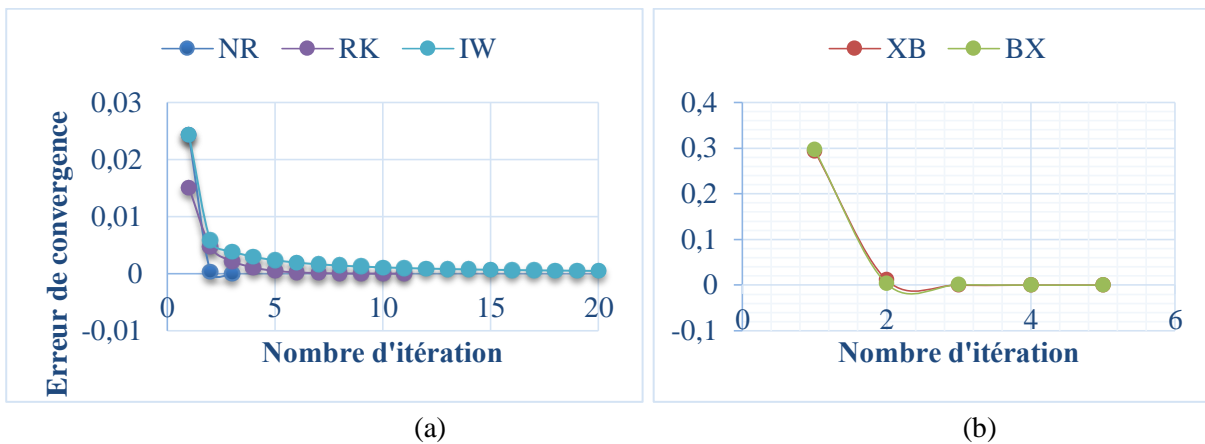 NR RK IW
0,03
0,02
0,01
0
-0,01
0 5 10 15 20
Erreur de convergence
Nombre d'itération
(a)
XB BX
0,4
0,3
0,2
0,1
0
-0,1
0 2 4 6
Nombre d'itération
(b)